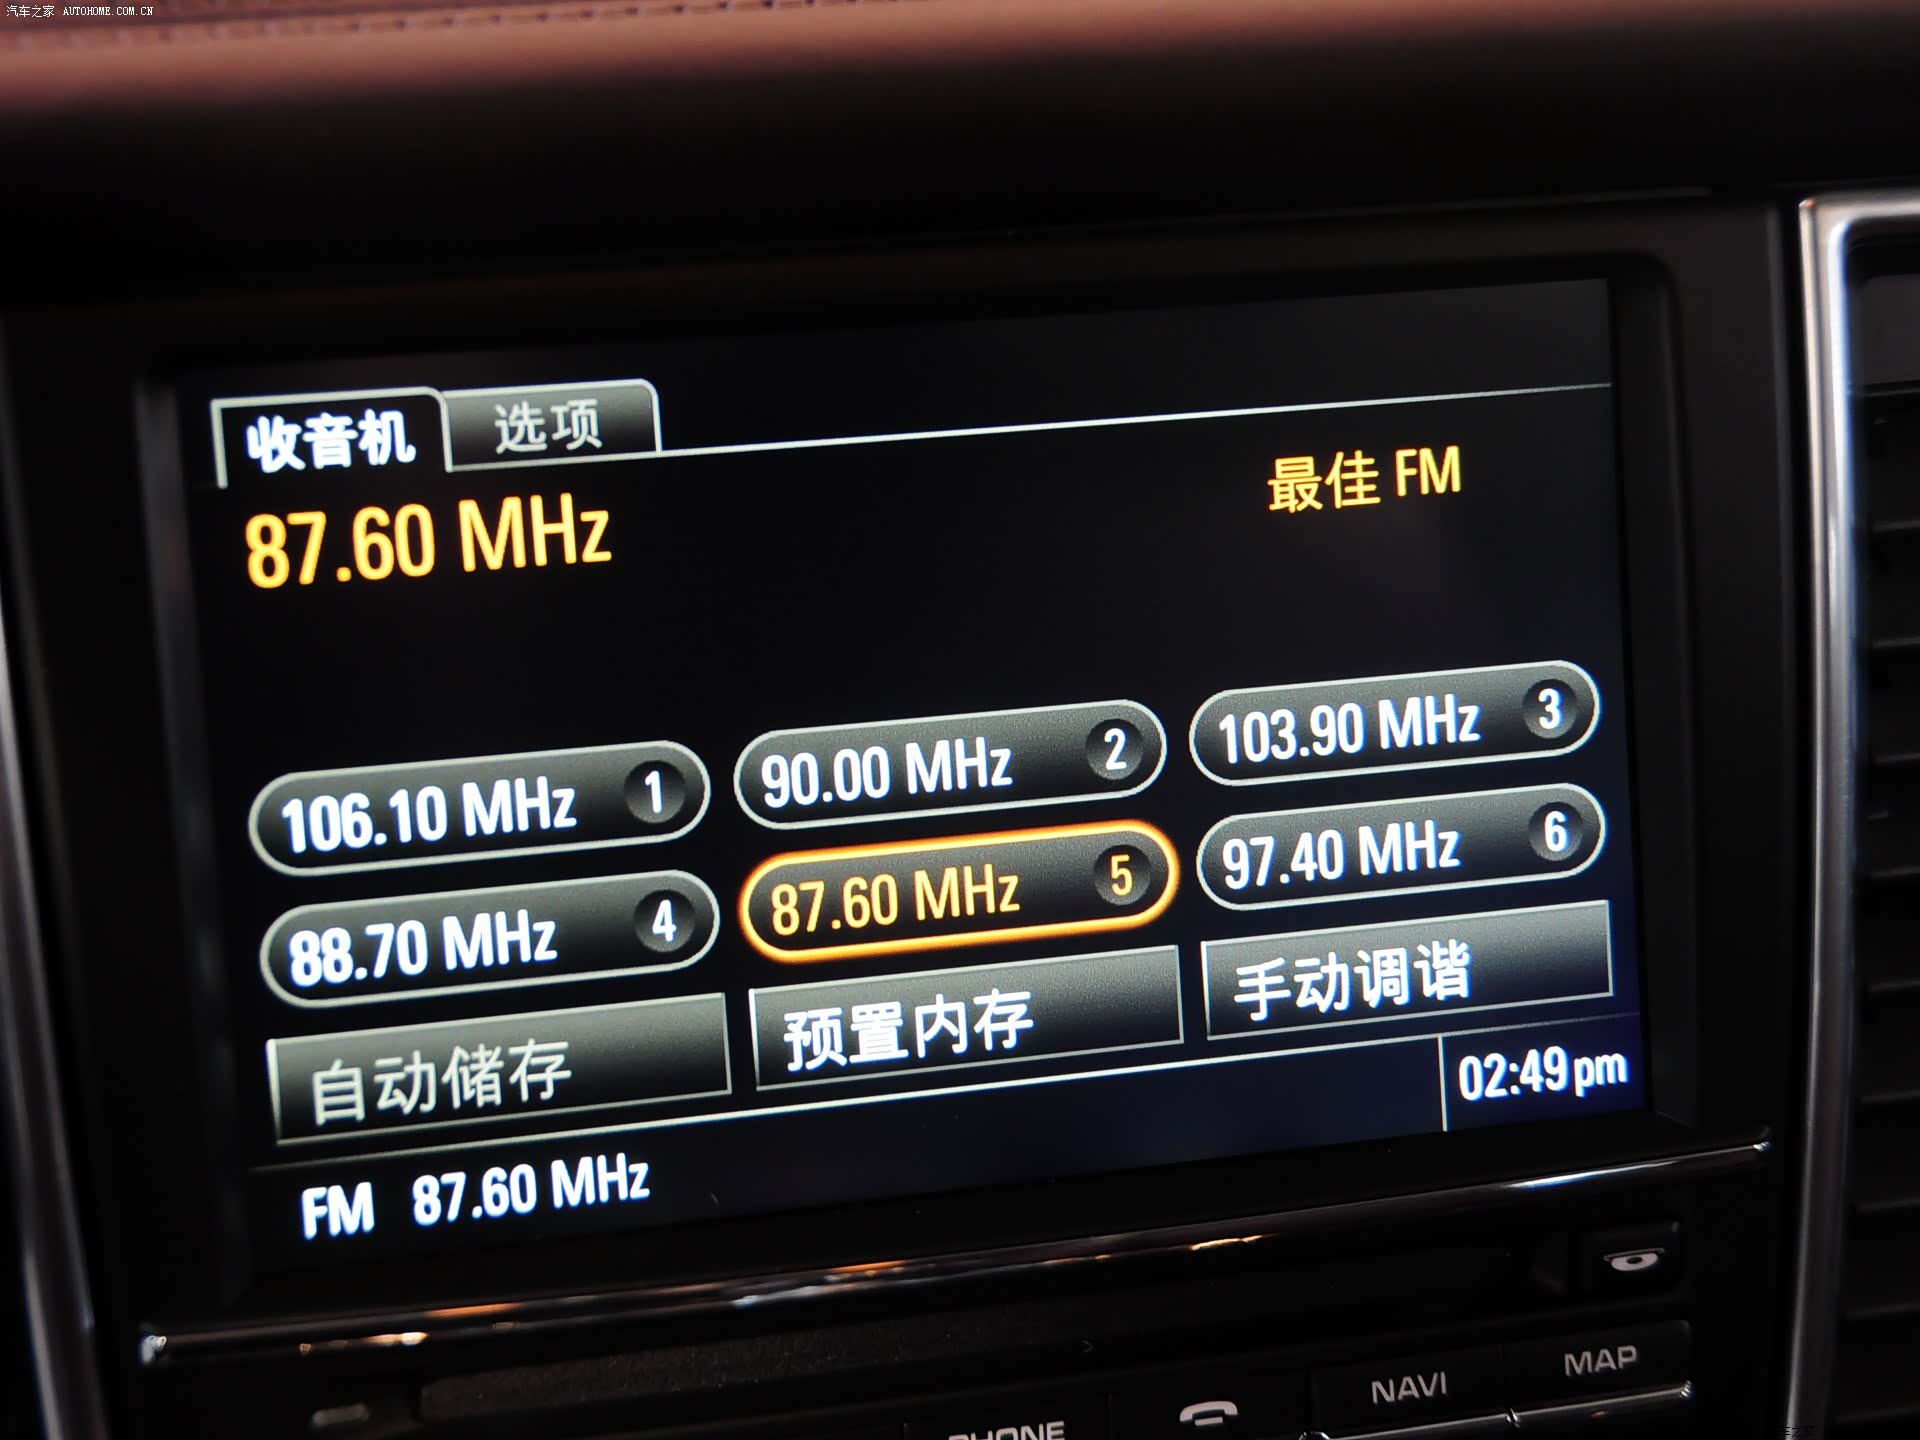 汽车之家 AUTOHOME.COM.CN
收音机 选项
87.60 MHz 最佳 FM
106.10 MHz 1 90.00 MHz 2 103.90 MHz 3
88.70 MHz 4 87.60 MHz 5 97.40 MHz 6
自动储存 预置内存 手动调谐
FM 87.60 MHz 02:49 pm
PHONE NAVI MAP